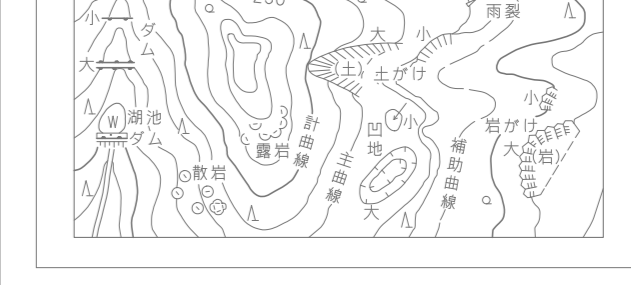 小
ダム
雨裂
大
小
大
(土)
土がけ
小
W
湖池
ダム
凹地
小
岩がけ
大
(岩)
計曲線
露岩
主曲線
補助曲線
散岩
大